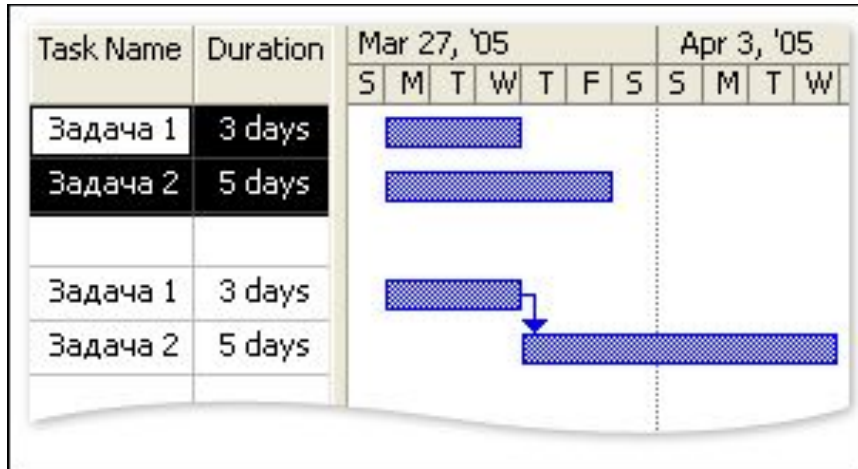 Task Name Duration Mar 27, '05 Apr 3, '05
S M T W T F S S M T W
Задача 1 3 days
Задача 2 5 days
Задача 1 3 days
Задача 2 5 days